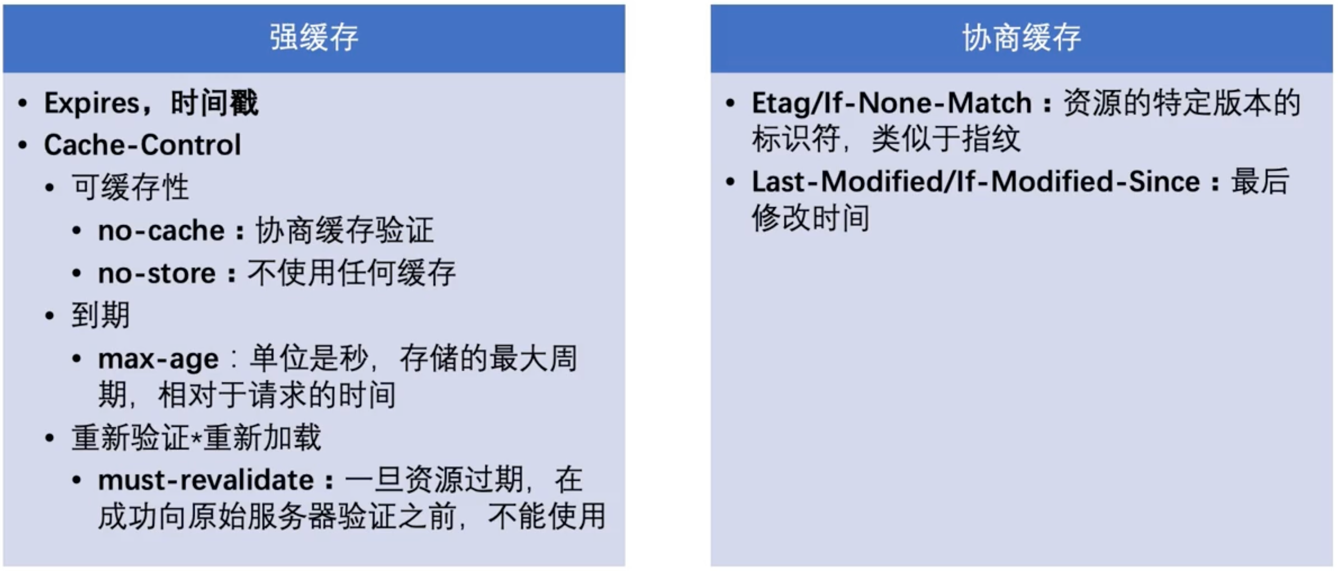 强缓存
• Expires，时间戳
• Cache-Control
• 可缓存性
• no-cache：协商缓存验证
• no-store：不使用任何缓存
• 到期
• max-age：单位是秒，存储的最大周
期，相对于请求的时间
• 重新验证*重新加载
• must-revalidate：一旦资源过期，在
成功向原始服务器验证之前，不能使用
协商缓存
• Etag/If-None-Match：资源的特定版本的
标识符，类似于指纹
• Last-Modified/If-Modified-Since：最后
修改时间